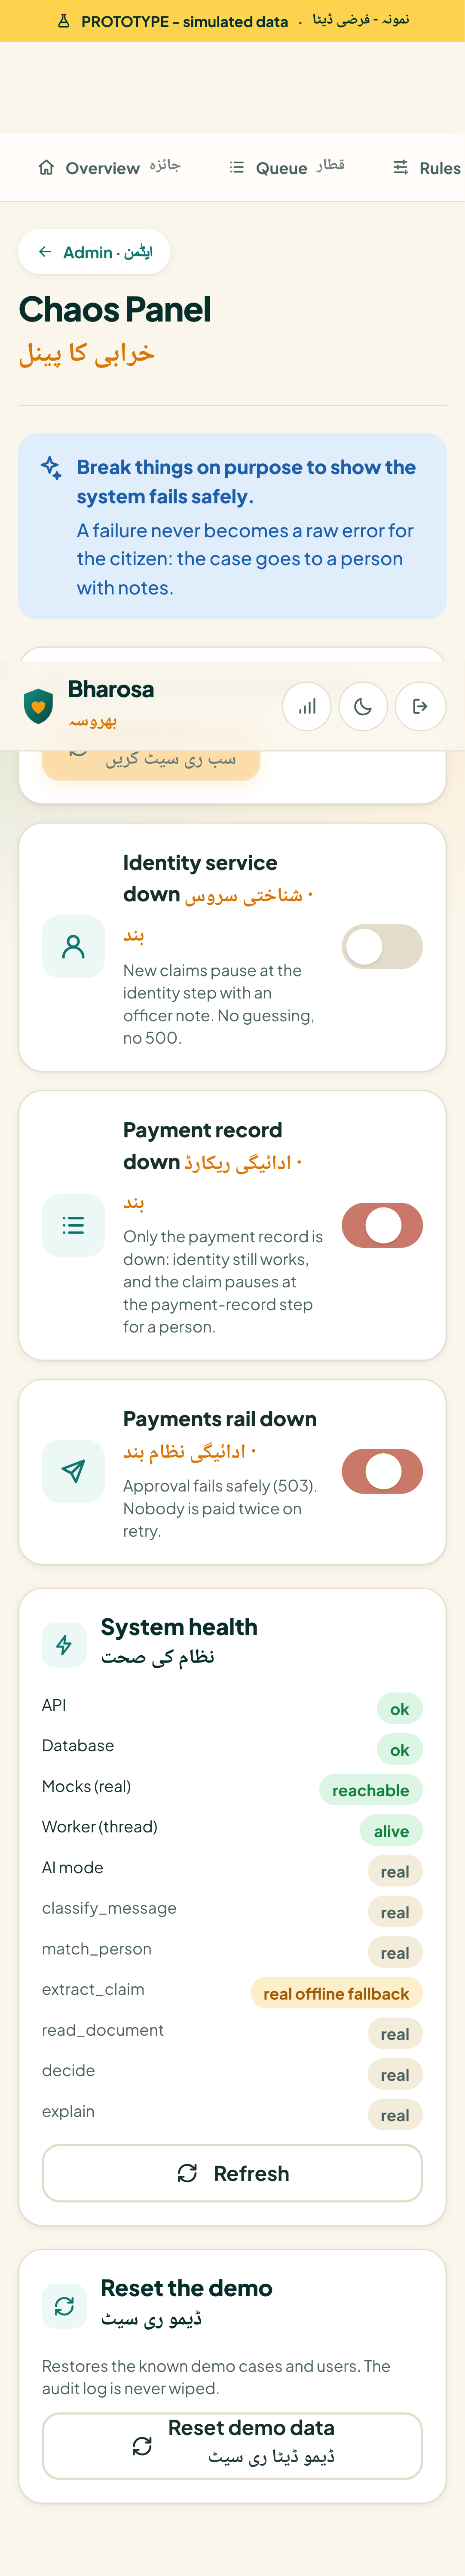 PROTOTYPE - simulated data · نمونہ - فرضی ڈیٹا
Overview جائزہ
Queue قطار
Rules
Admin · ایڈمن
Chaos Panel
خرابی کا پینل
Break things on purpose to show the
system fails safely.
A failure never becomes a raw error for
the citizen: the case goes to a person
with notes.
Bharosa
بھروسہ
سب ری سیٹ کریں
Identity service
down · شناختی سروس
بند
New claims pause at the
identity step with an
officer note. No guessing,
no 500.
Payment record
down · ادائیگی ریکارڈ
بند
Only the payment record is
down: identity still works,
and the claim pauses at
the payment-record step
for a person.
Payments rail down
· ادائیگی نظام بند
Approval fails safely (503).
Nobody is paid twice on
retry.
System health
نظام کی صحت
API ok
Database ok
Mocks (real) reachable
Worker (thread) alive
AI mode real
classify_message real
match_person real
extract_claim real offline fallback
read_document real
decide real
explain real
Refresh
Reset the demo
ڈیمو ری سیٹ
Restores the known demo cases and users. The
audit log is never wiped.
Reset demo data
ڈیمو ڈیٹا ری سیٹ